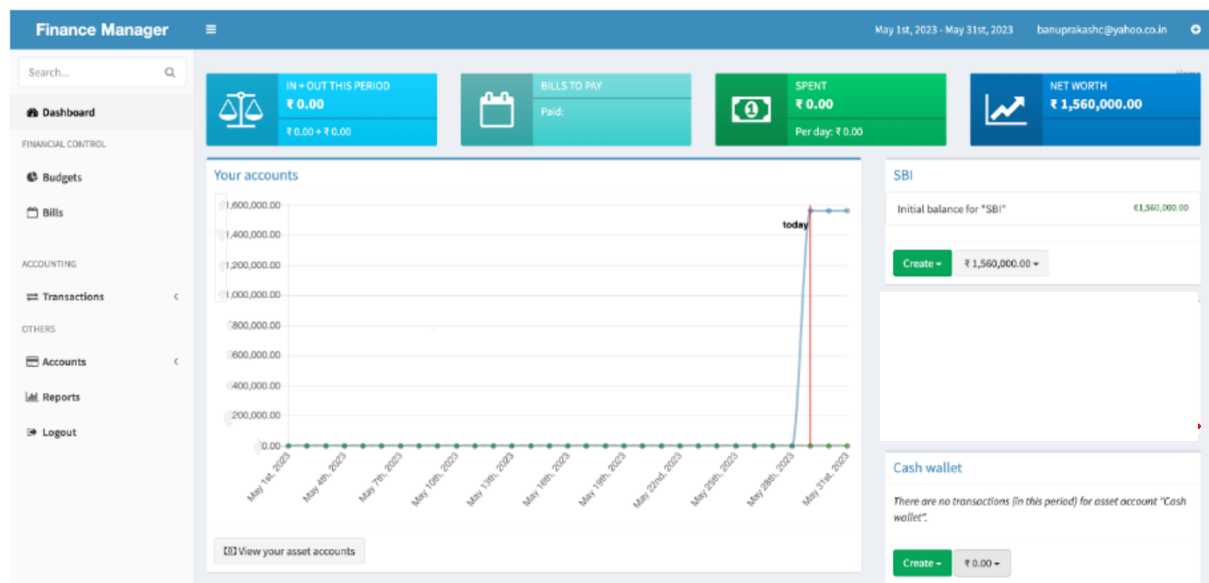 Finance Manager
May 1st, 2023 - May 31st, 2023
banuprakashc@yahoo.co.in
Search...
Dashboard
FINANCIAL CONTROL
Budgets
Bills
ACCOUNTING
Transactions
OTHERS
Accounts
Reports
Logout
IN + OUT THIS PERIOD
₹ 0.00
₹ 0.00 + ₹ 0.00
BILLS TO PAY
Paid:
SPENT
₹ 0.00
Per day: ₹ 0.00
NET WORTH
₹ 1,560,000.00
Your accounts
1,600,000.00
1,400,000.00
1,200,000.00
1,000,000.00
800,000.00
600,000.00
400,000.00
200,000.00
0.00
today
May 1st, 2023
May 4th, 2023
May 7th, 2023
May 10th, 2023
May 13th, 2023
May 16th, 2023
May 19th, 2023
May 22nd, 2023
May 25th, 2023
May 28th, 2023
May 31st, 2023
View your asset accounts
SBI
Initial balance for "SBI"
€1,560,000.00
Create
₹ 1,560,000.00
Cash wallet
There are no transactions (in this period) for asset account "Cash
wallet".
Create
₹ 0.00